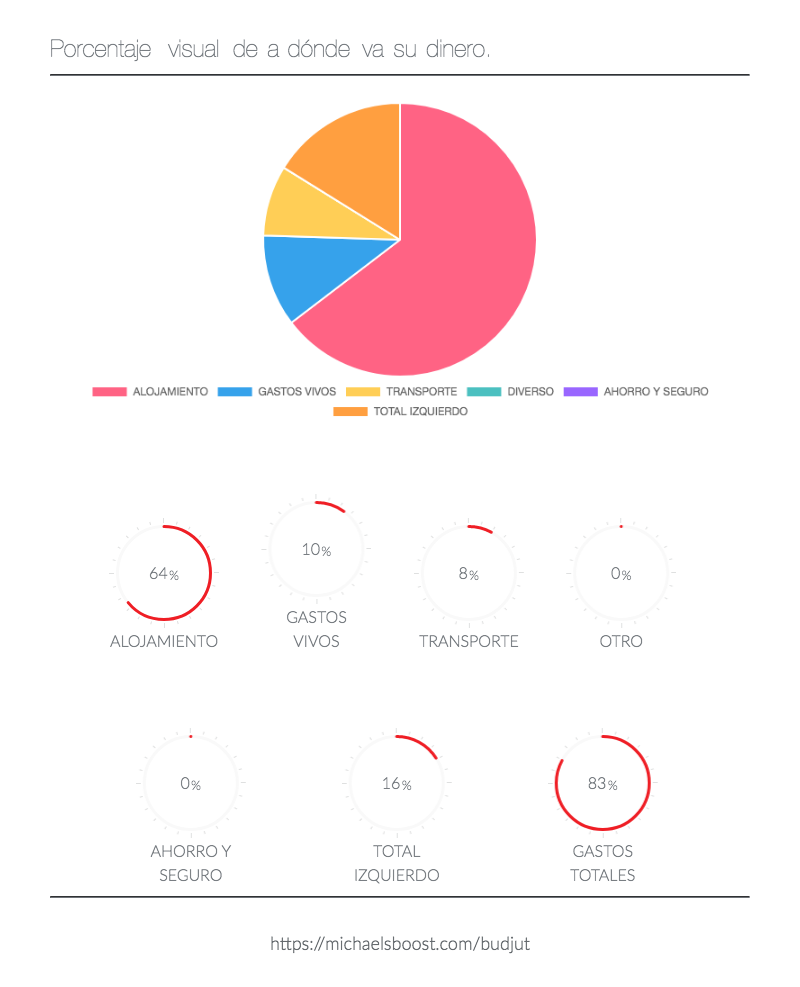 Porcentaje visual de a dónde va su dinero.
ALOJAMIENTO GASTOS VIVOS TRANSPORTE DIVERSO AHORRO Y SEGURO
TOTAL IZQUIERDO
64%
ALOJAMIENTO
10%
GASTOS
VIVOS
8%
TRANSPORTE
0%
OTRO
0%
AHORRO Y
SEGURO
16%
TOTAL
IZQUIERDO
83%
GASTOS
TOTALES
https://michaelsboost.com/budjut